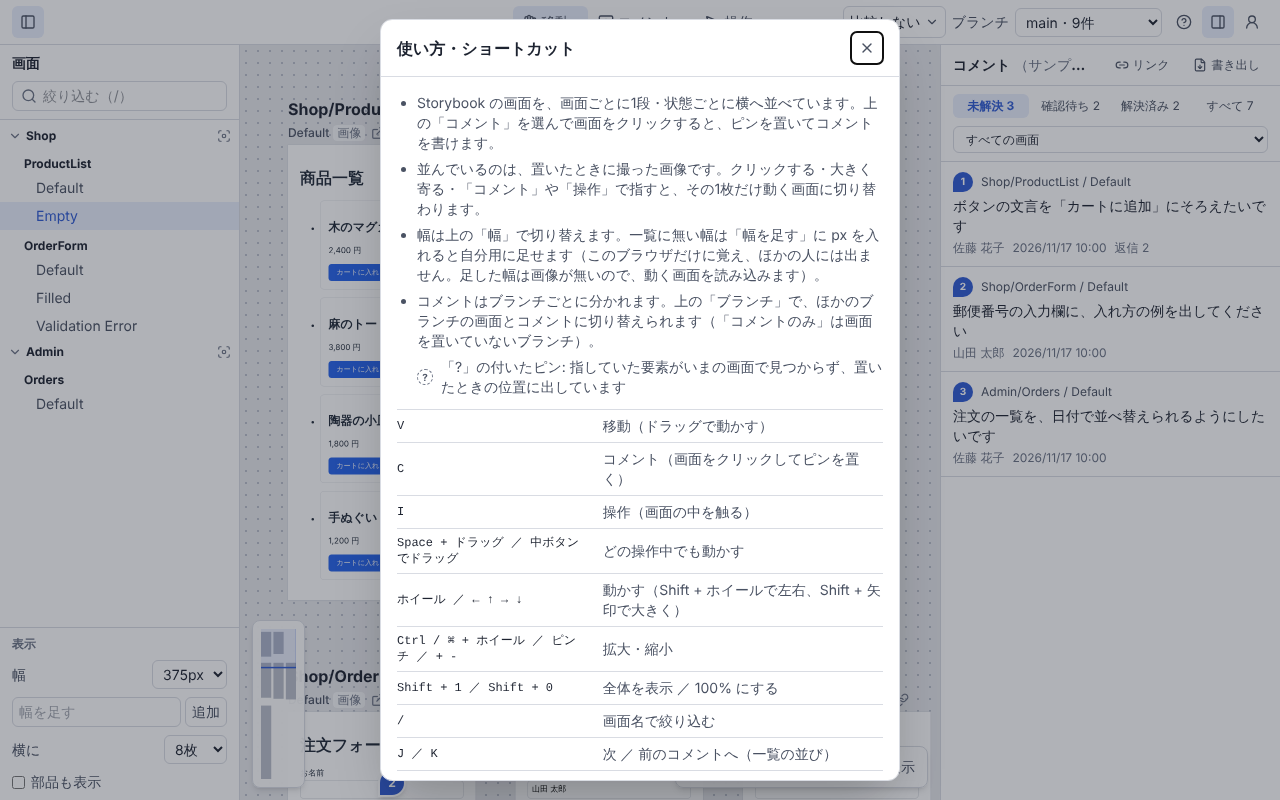 使い方・ショートカット
ブランチ
main・9件
画面
絞り込む（/）
Shop
ProductList
Default
Empty
OrderForm
Default
Filled
Validation Error
Admin
Orders
Default
表示
幅
375px
幅を足す
追加
横に
8枚
部品も表示
Default
画像
商品一覧
2,400 円
3,800 円
1,800 円
手ぬぐい
1,200 円
画像
お名前
山田 太郎
2
Storybook の画面を、画面ごとに1段・状態ごとに横へ並べています。上
の「コメント」を選んで画面をクリックすると、ピンを置いてコメント
を書けます。
並んでいるのは、置いたときに撮った画像です。クリックする・大きく
寄る・「コメント」や「操作」で指すと、その1枚だけ動く画面に切り替
わります。
幅は上の「幅」で切り替えます。一覧に無い幅は「幅を足す」に px を入
れると自分用に足せます（このブラウザだけに覚え、ほかの人には出ま
せん。足した幅は画像が無いので、動く画面を読み込みます）。
コメントはブランチごとに分かれます。上の「ブランチ」で、ほかのブ
ランチの画面とコメントに切り替えられます（「コメントのみ」は画面
を置いていないブランチ）。
? 「?」の付いたピン: 指していた要素がいまの画面で見つからず、置い
たときの位置に出しています
V 移動（ドラッグで動かす）
C コメント（画面をクリックしてピンを置
く）
I 操作（画面の中を触る）
Space + ドラッグ ／ 中ボタン
でドラッグ
どの操作中でも動かす
ホイール ／ ← ↑ → ↓
動かす（Shift + ホイールで左右、Shift + 矢
印で大きく）
Ctrl / ⌘ + ホイール ／ ピン
チ ／ + -
拡大・縮小
Shift + 1 ／ Shift + 0 全体を表示 ／ 100% にする
/ 画面名で絞り込む
J ／ K 次 ／ 前のコメントへ（一覧の並び）
コメント （サンプ...
リンク
書き出し
未解決 3
確認待ち 2
解決済み 2
すべて 7
すべての画面
1 Shop/ProductList / Default
ボタンの文言を「カートに追加」にそろえたいで
す
佐藤 花子 2026/11/17 10:00 返信 2
2 Shop/OrderForm / Default
郵便番号の入力欄に、入れ方の例を出してくださ
い
山田 太郎 2026/11/17 10:00
3 Admin/Orders / Default
注文の一覧を、日付で並べ替えられるようにした
いです
佐藤 花子 2026/11/17 10:00